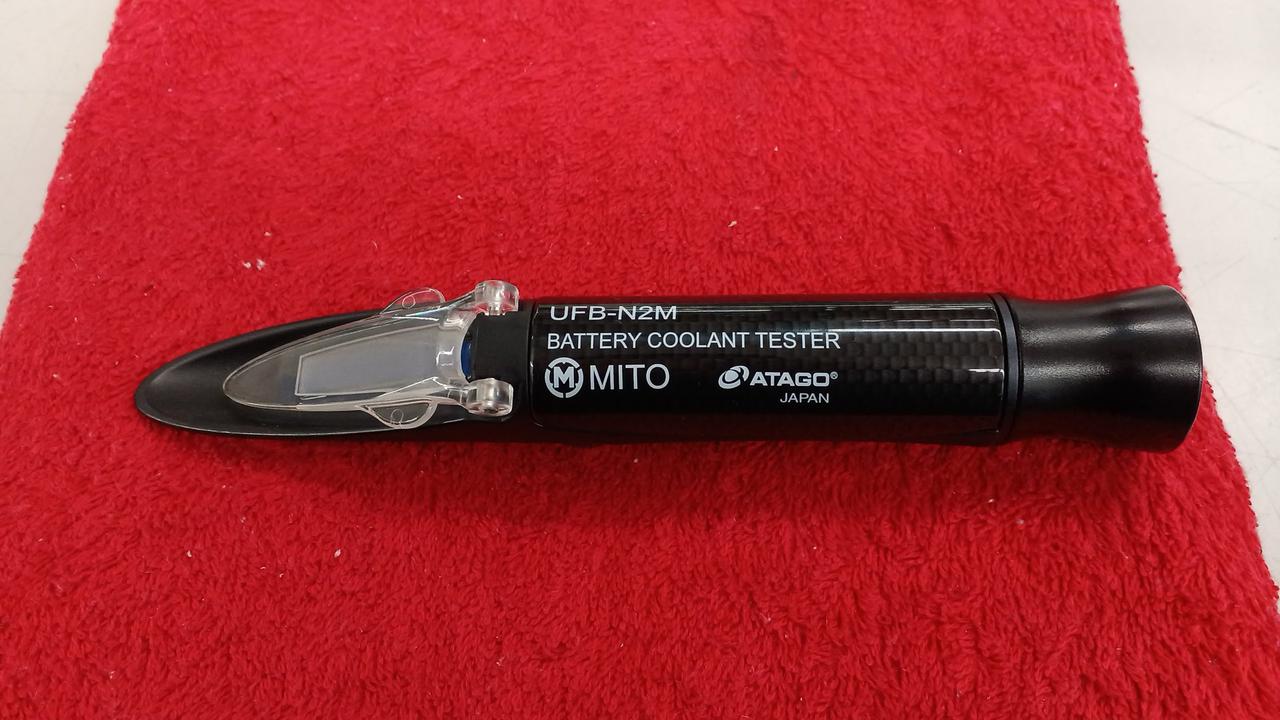 UFB-N2M
BATTERY COOLANT TESTER
M MITO
ATAGO®
JAPAN